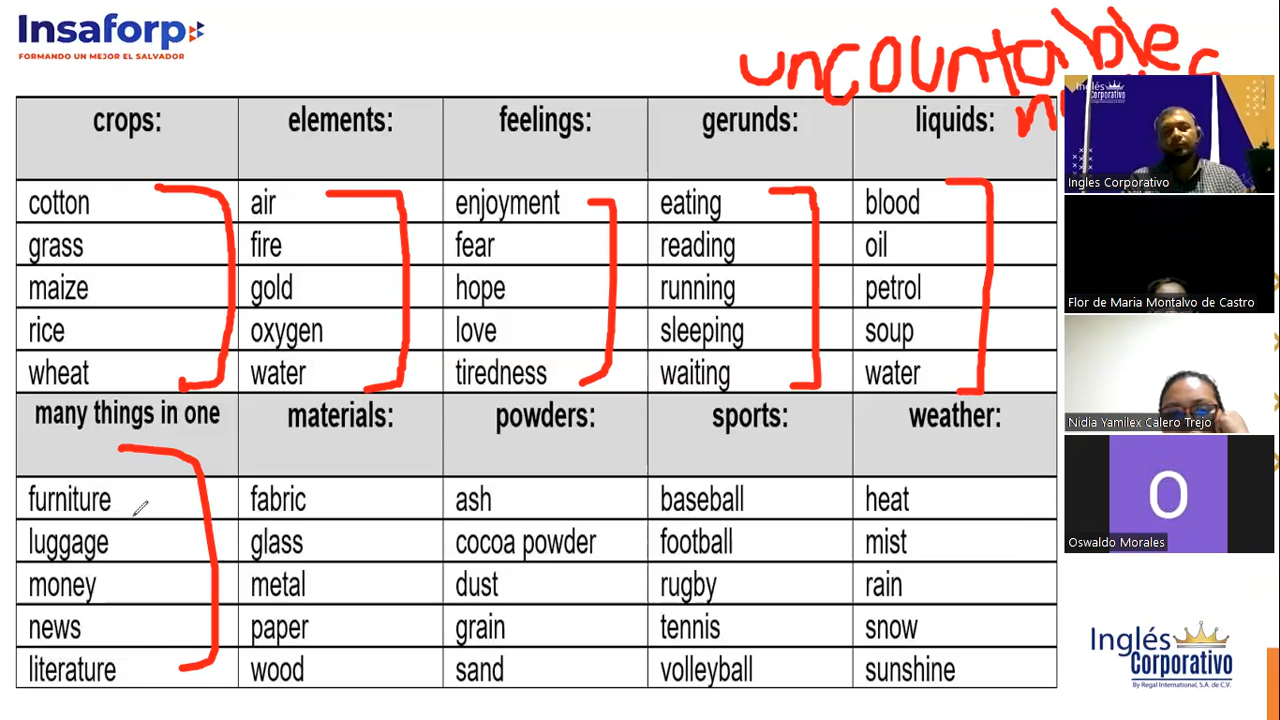 Insaforp
FORMANDO UN MEJOR EL SALVADOR
uncountable
crops: elements: feelings: gerunds: liquids:
cotton air enjoyment eating blood
grass fire fear reading oil
maize gold hope running petrol
rice oxygen love sleeping soup
wheat water tiredness waiting water
many things in one materials: powders: sports: weather:
furniture fabric ash baseball heat
luggage glass cocoa powder football mist
money metal dust rugby rain
news paper grain tennis snow
literature wood sand volleyball sunshine
Inglés
Corporativo
Ingles Corporativo
Flor de Maria Montalvo de Castro
Nidia Yamilex Calero Trejo
O
Oswaldo Morales
Inglés
Corporativo
By Regal International, S.A. de C.V.